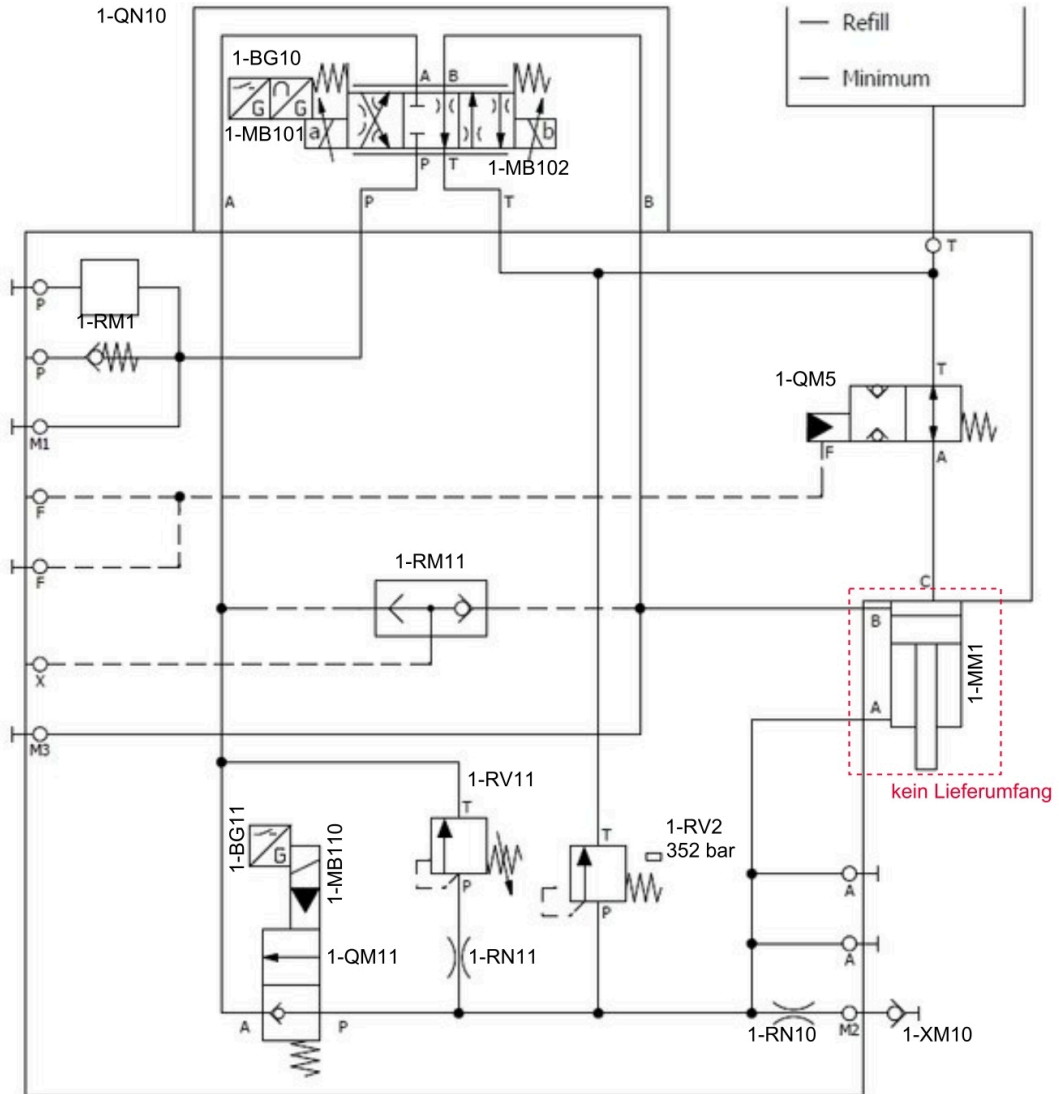 1-QN10
Refill
Minimum
1-BG10
A B
G G
1-MB101
a
b
P T
1-MB102
A
P
T
B
T
P
1-RM1
P
M1
1-QM5
T
F
A
F
F
1-RM11
C
B
X
1-MM1
A
M3
kein Lieferumfang
1-RV11
T
1-BG11
G
1-MB110
P
T
1-RV2
352 bar
P
A
1-QM11
1-RN11
A
A
P
1-RN10
M2
1-XM10